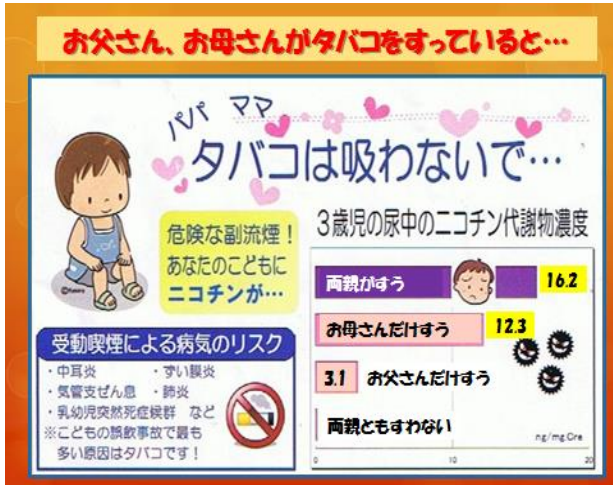 お父さん、お母さんがタバコをすっていると…
パパ ママ
タバコは吸わないで…
危険な副流煙！
あなたのこどもに
ニコチンが…
受動喫煙による病気のリスク
・中耳炎 ・ずい膜炎
・気管支ぜん息 ・肺炎
・乳幼児突然死症候群 など
※こどもの誤飲事故で最も
多い原因はタバコです！
３歳児の尿中のニコチン代謝物濃度
両親がすう 16.2
お母さんだけすう 12.3
3.1 お父さんだけすう
両親ともすわない
ng/mg.Cre
0 10 20